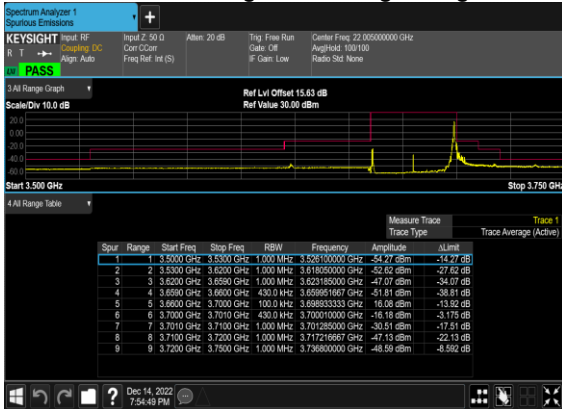 Spectrum Analyzer 1
Spurious Emissions
+
KEYSIGHT Input: RF Input Z: 50 Ω Atten: 20 dB Trig: Free Run Center Freq: 22.005000000 GHz
R T Coupling: DC Corr CCorr Gate: Off Avg|Hold: 100/100
Align: Auto Freq Ref: Int (S) IF Gain: Low Radio Std: None
PASS
3 All Range Graph
Ref Lvl Offset 15.63 dB
Scale/Div 10.0 dB Ref Value 30.00 dBm
20.0
0.00
-20.0
-40.0
-60.0
Start 3.500 GHz Stop 3.750 GHz
4 All Range Table
Measure Trace Trace 1
Trace Type Trace Average (Active)
Spur Range Start Freq Stop Freq RBW Frequency Amplitude ΔLimit
1 1 3.5000 GHz 3.5300 GHz 1.000 MHz 3.526100000 GHz -54.27 dBm -14.27 dB
2 2 3.5300 GHz 3.6200 GHz 1.000 MHz 3.618050000 GHz -52.62 dBm -27.62 dB
3 3 3.6200 GHz 3.6590 GHz 1.000 MHz 3.623185000 GHz -47.07 dBm -34.07 dB
4 4 3.6590 GHz 3.6600 GHz 430.0 kHz 3.659951667 GHz -51.81 dBm -38.81 dB
5 5 3.6600 GHz 3.7000 GHz 100.0 kHz 3.698933333 GHz 16.08 dBm -13.92 dB
6 6 3.7000 GHz 3.7010 GHz 430.0 kHz 3.700010000 GHz -16.18 dBm -3.175 dB
7 7 3.7010 GHz 3.7100 GHz 1.000 MHz 3.701285000 GHz -30.51 dBm -17.51 dB
8 8 3.7100 GHz 3.7200 GHz 1.000 MHz 3.717216667 GHz -47.13 dBm -22.13 dB
9 9 3.7200 GHz 3.7500 GHz 1.000 MHz 3.736800000 GHz -48.59 dBm -8.592 dB
? Dec 14, 2022
7:54:49 PM